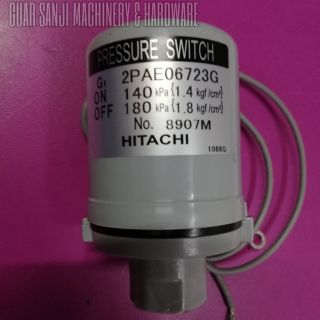 GUAR SANJI MACHINERY & HARDWARE
PRESSURE SWITCH
G₁ 2PAE06723G
ON 140 kPa {1.4 kgf/cm²}
OFF 180 kPa {1.8 kgf/cm²}
No. 8907M
HITACHI
1088G